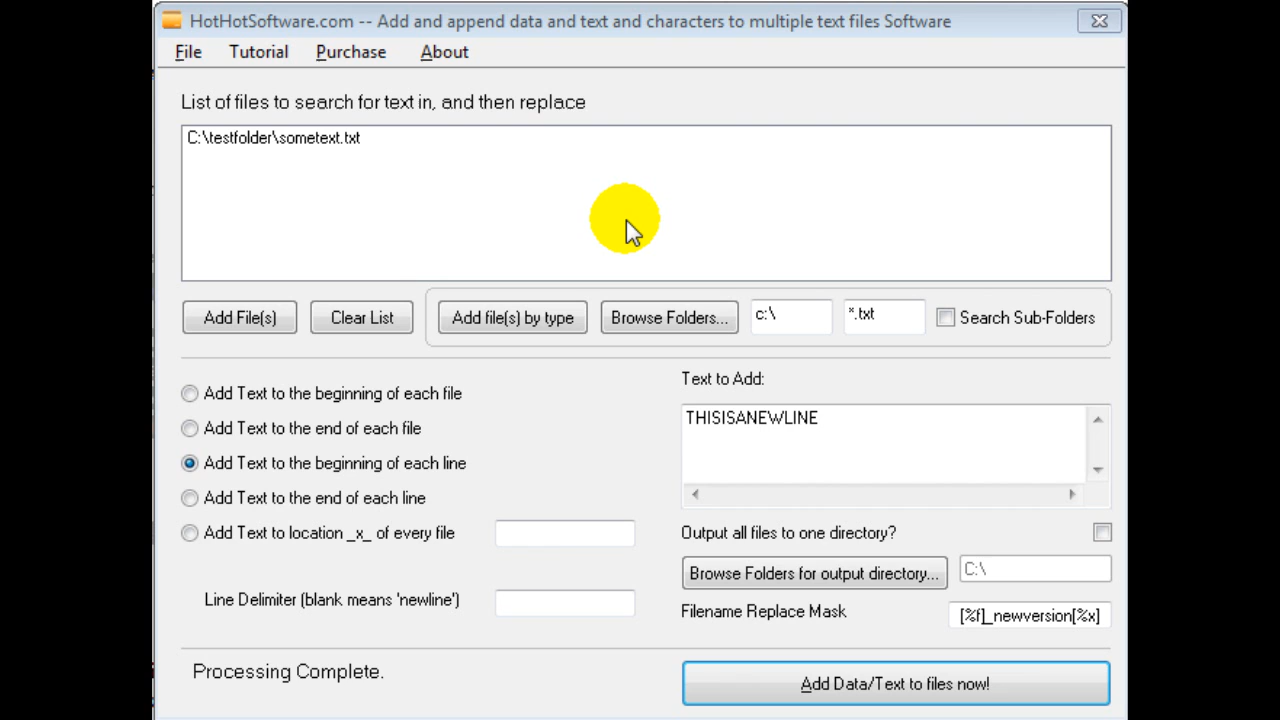 HotHotSoftware.com -- Add and append data and text and characters to multiple text files Software
File Tutorial Purchase About
List of files to search for text in, and then replace
C:\testfolder\sometext.txt
Add File(s) Clear List Add file(s) by type Browse Folders... c:\ *.txt Search Sub-Folders
Text to Add:
Add Text to the beginning of each file
THISISANEWLINE
Add Text to the end of each file
Add Text to the beginning of each line
Add Text to the end of each line
Add Text to location _x_ of every file
Output all files to one directory?
Browse Folders for output directory... C:\
Line Delimiter (blank means 'newline')
Filename Replace Mask [%f]_newversion[%x]
Processing Complete.
Add Data/Text to files now!